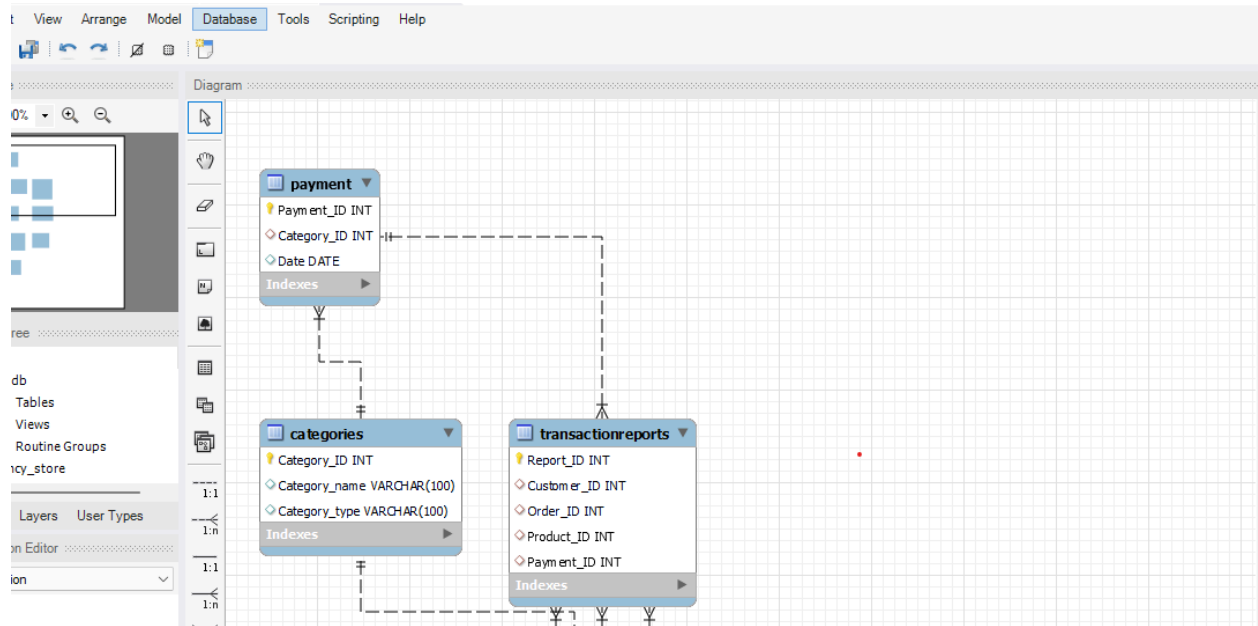 t View Arrange Model Database Tools Scripting Help
Diagram
00%
payment
Payment_ID INT
Category_ID INT
Date DATE
Indexes
ree
db
Tables
Views
Routine Groups
ncy_store
Layers User Types
on Editor
ion
1:1
1:n
1:1
1:n
categories
Category_ID INT
Category_name VARCHAR(100)
Category_type VARCHAR(100)
Indexes
transactionreports
Report_ID INT
Customer_ID INT
Order_ID INT
Product_ID INT
Payment_ID INT
Indexes